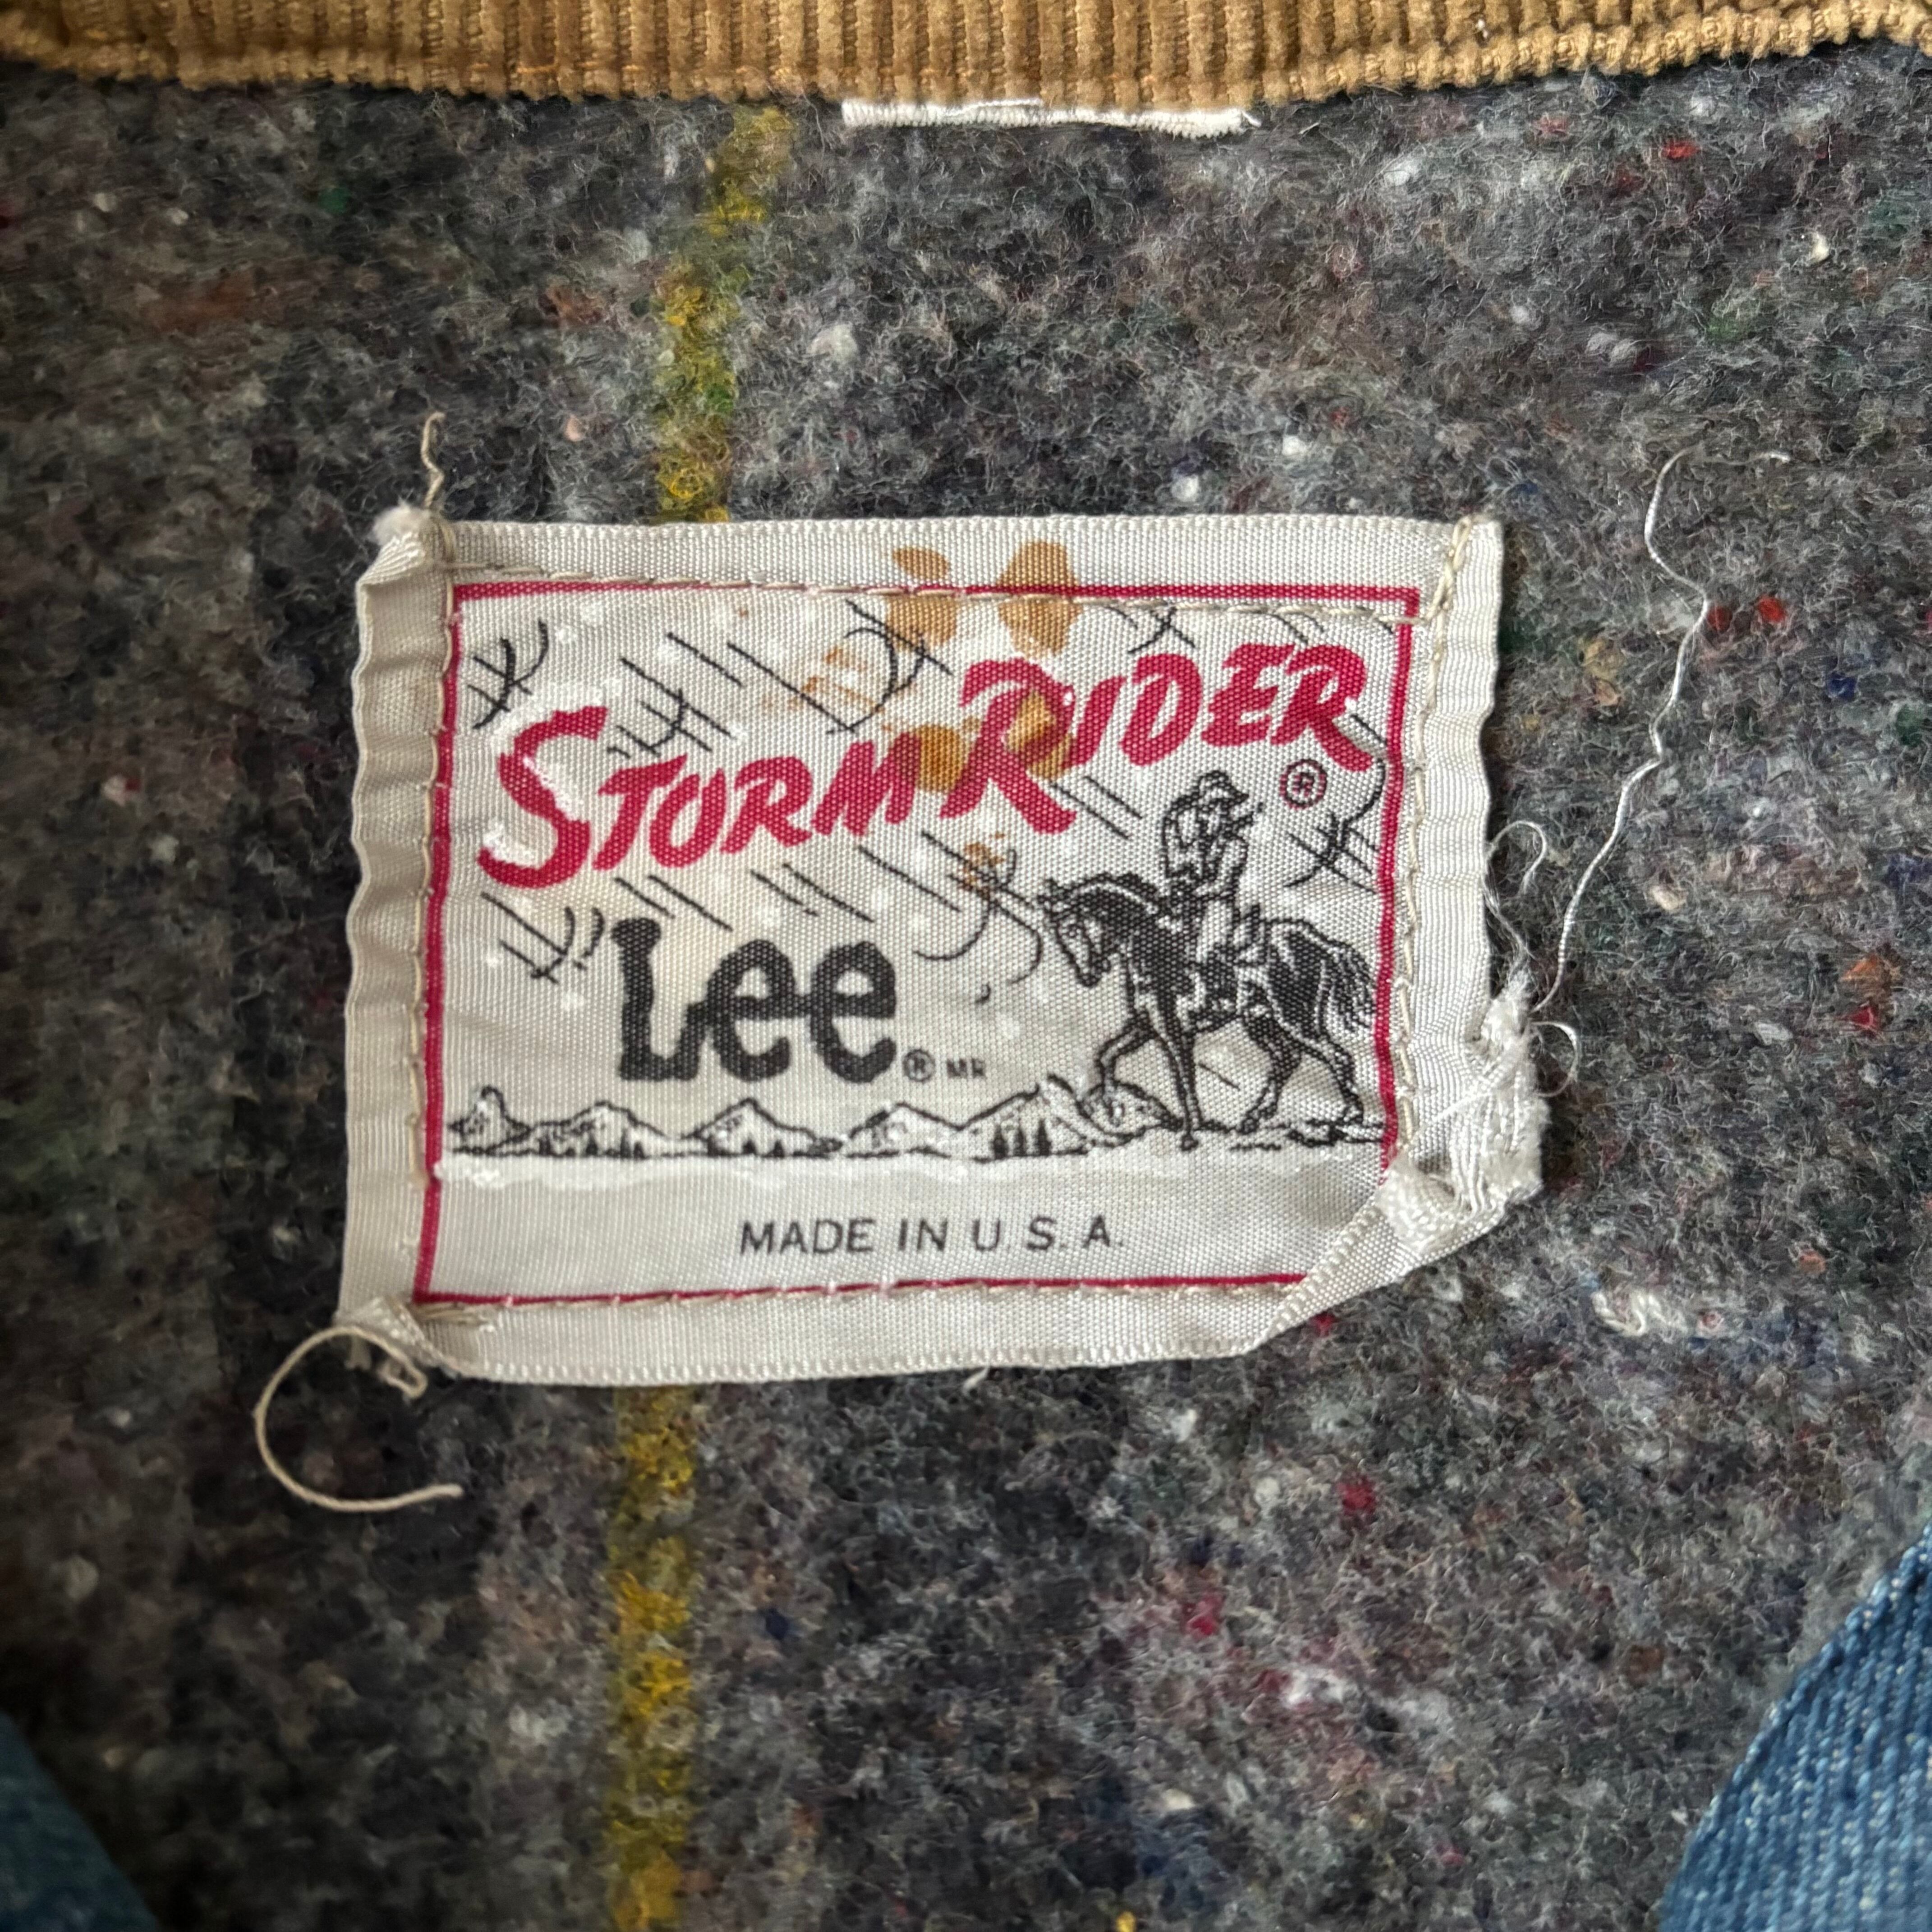 STORM RIDER ®
Lee ® MR
MADE IN U.S.A.